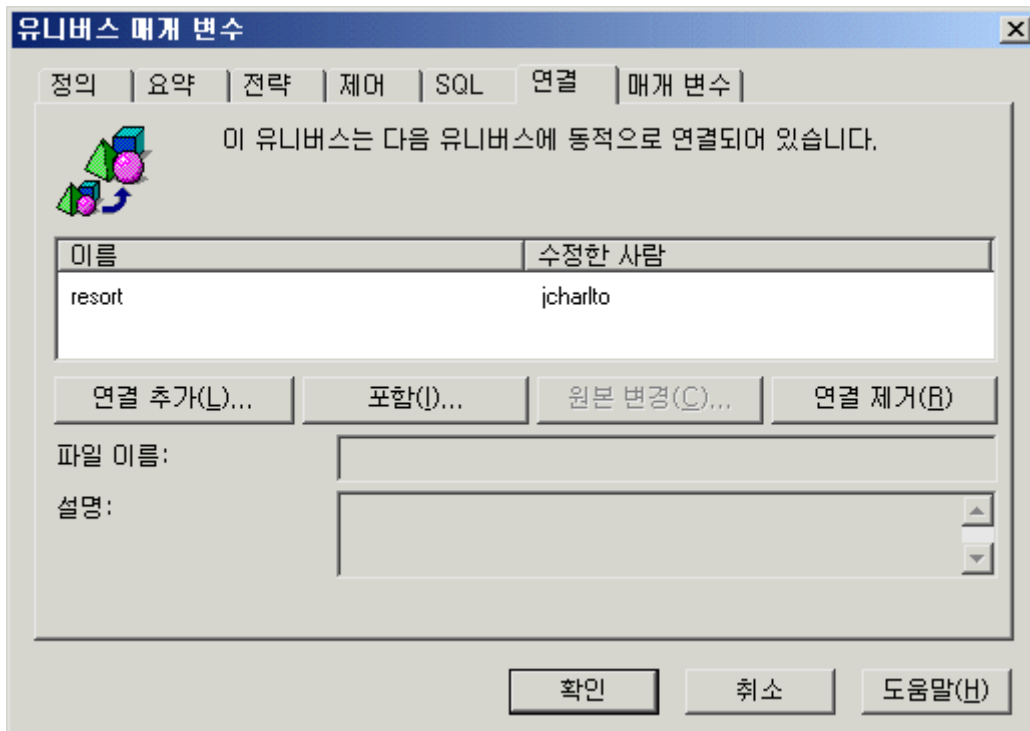 유니버스 매개 변수
정의 요약 전략 제어 SQL 연결 매개 변수
이 유니버스는 다음 유니버스에 동적으로 연결되어 있습니다.
이름 수정한 사람
resort jcharlto
연결 추가(L)... 포함(I)... 원본 변경(C)... 연결 제거(R)
파일 이름:
설명:
확인 취소 도움말(H)